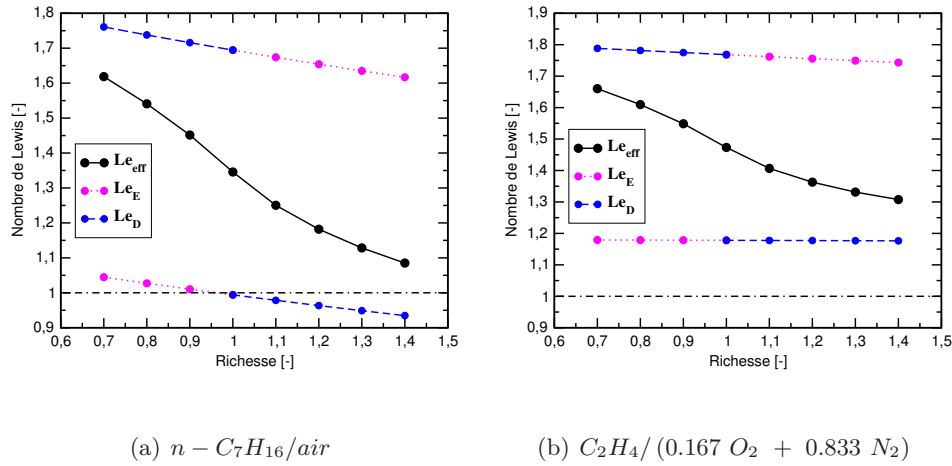 1,8
1,7
1,6
1,5
1,4
1,3
1,2
1,1
1
0,9
Nombre de Lewis [-]
Le_eff
Le_E
Le_D
0,6 0,7 0,8 0,9 1 1,1 1,2 1,3 1,4 1,5
Richesse [-]
(a) n − C_7H_16/air
1,9
1,8
1,7
1,6
1,5
1,4
1,3
1,2
1,1
1
0,9
Nombre de Lewis [-]
Le_eff
Le_E
Le_D
0,6 0,7 0,8 0,9 1 1,1 1,2 1,3 1,4 1,5
Richesse [-]
(b) C_2H_4/(0.167 O_2 + 0.833 N_2)